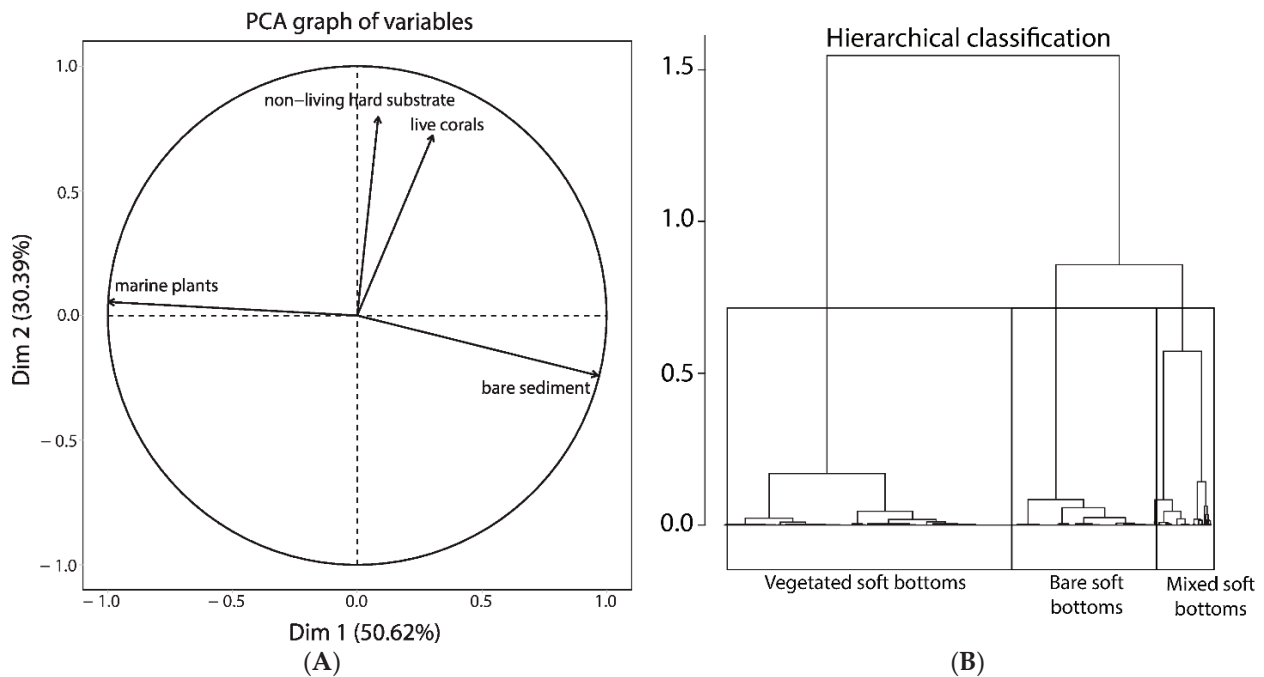 PCA graph of variables
1.0
0.5
0.0
− 0.5
− 1.0
Dim 2 (30.39%)
non−living hard substrate
live corals
marine plants
bare sediment
− 1.0
−0.5
0.0
0.5
1.0
Dim 1 (50.62%)
(A)
Hierarchical classification
1.5
1.0
0.5
0.0
Vegetated soft bottoms
Bare soft
bottoms
Mixed soft
bottoms
(B)